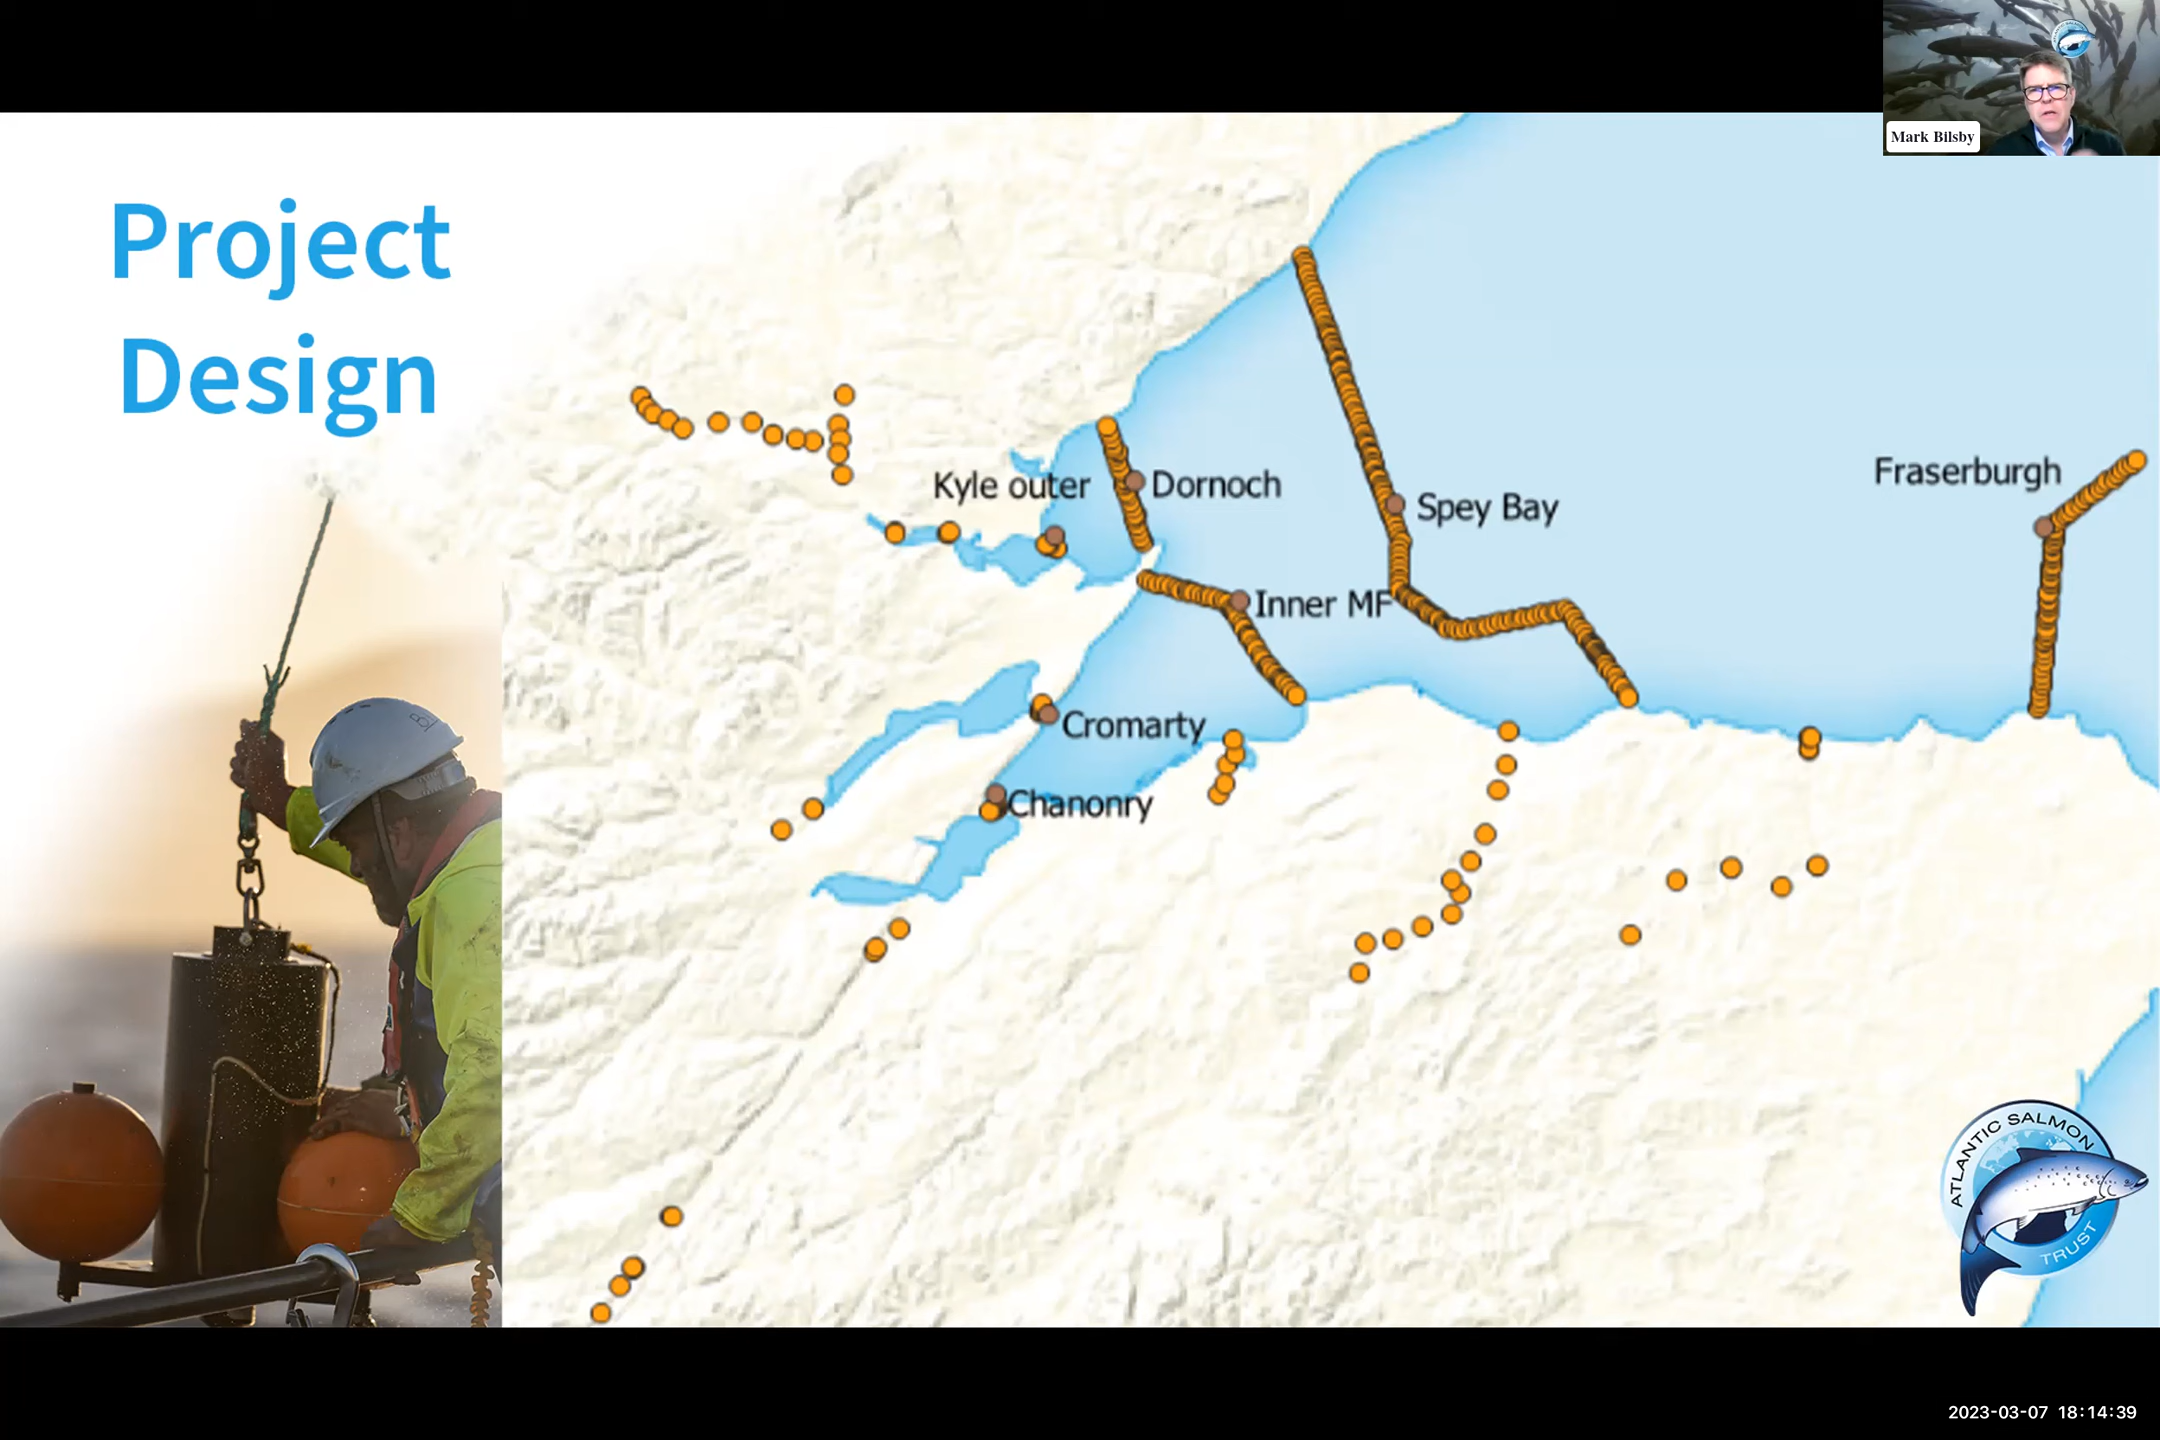 Mark Bilsby
Project
Design
Fraserburgh
Kyle outer
Dornoch
Spey Bay
Inner MF
Cromarty
Chanonry
ATLANTIC SALMON
TRUST
2023-03-07 18:14:39